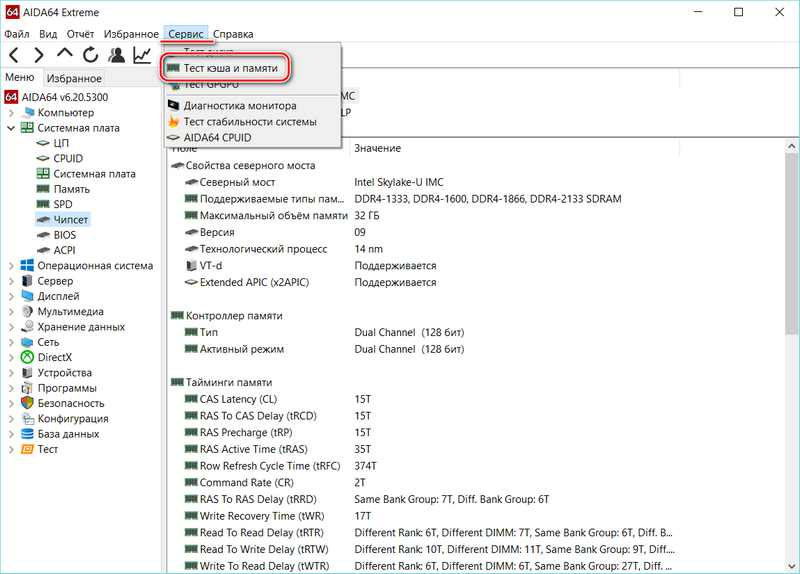 64 AIDA64 Extreme
Файл Вид Отчёт Избранное Сервис Справка
Тест диска
Тест кэша и памяти
Тест GPGPU
Диагностика монитора
Тест стабильности системы
AIDA64 CPUID
Меню Избранное
64 AIDA64 v6.20.5300
Компьютер
Системная плата
ЦП
CPUID
Системная плата
Память
SPD
Чипсет
BIOS
ACPI
Операционная система
Сервер
Дисплей
Мультимедиа
Хранение данных
Сеть
DirectX
Устройства
Программы
Безопасность
Конфигурация
База данных
Тест
IMC
LP
Поле Значение
Свойства северного моста
Северный мост Intel Skylake-U IMC
Поддерживаемые типы пам... DDR4-1333, DDR4-1600, DDR4-1866, DDR4-2133 SDRAM
Максимальный объём памяти 32 ГБ
Версия 09
Технологический процесс 14 nm
VT-d Поддерживается
Extended APIC (x2APIC) Поддерживается
Контроллер памяти
Тип Dual Channel (128 бит)
Активный режим Dual Channel (128 бит)
Тайминги памяти
CAS Latency (CL) 15T
RAS To CAS Delay (tRCD) 15T
RAS Precharge (tRP) 15T
RAS Active Time (tRAS) 35T
Row Refresh Cycle Time (tRFC) 374T
Command Rate (CR) 2T
RAS To RAS Delay (tRRD) Same Bank Group: 7T, Diff. Bank Group: 6T
Write Recovery Time (tWR) 17T
Read To Read Delay (tRTR) Different Rank: 6T, Different DIMM: 7T, Same Bank Group: 6T, Diff. B...
Read To Write Delay (tRTW) Different Rank: 10T, Different DIMM: 11T, Same Bank Group: 9T, Dif...
Write To Read Delay (tWTR) Different Rank: 6T, Different DIMM: 6T, Same Bank Group: 27T, Diff. ...